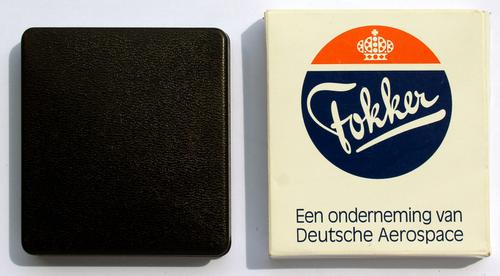 Fokker
Een onderneming van
Deutsche Aerospace